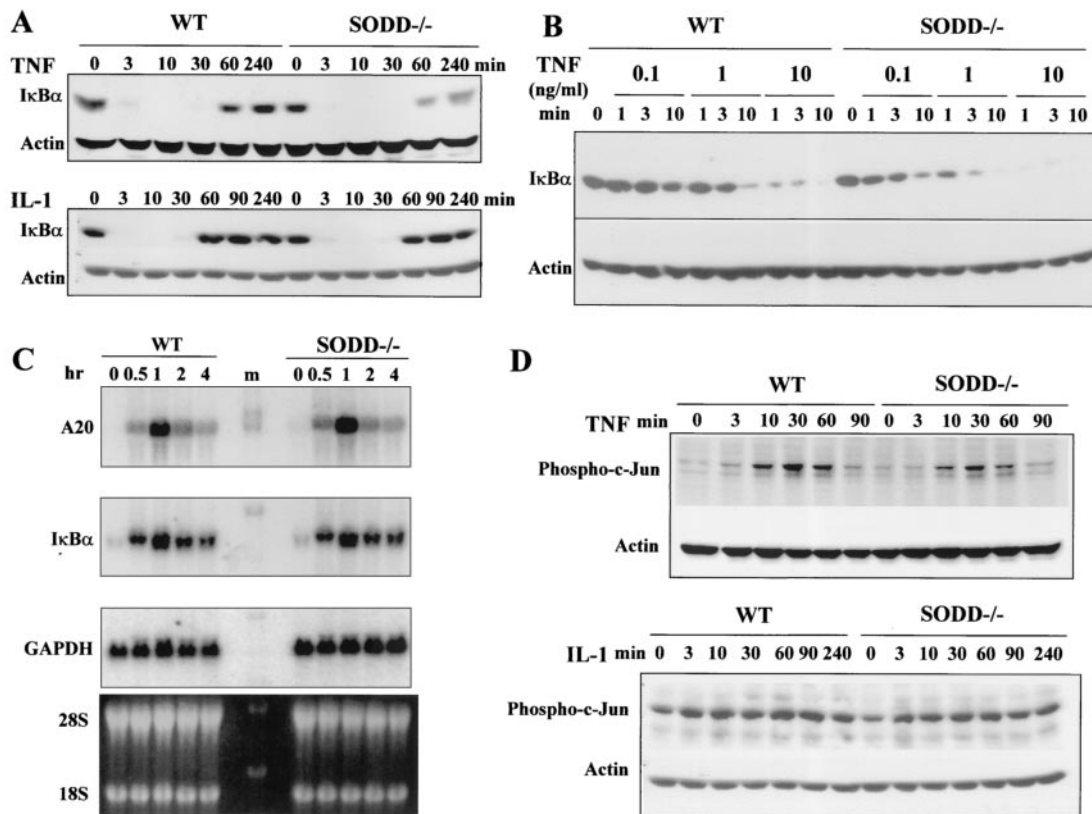 A
WT SODD-/-
TNF 0 3 10 30 60 240 0 3 10 30 60 240 min
IκBα
Actin
IL-1 0 3 10 30 60 90 240 0 3 10 30 60 90 240 min
IκBα
Actin
B
WT SODD-/-
TNF 0.1 1 10 0.1 1 10
(ng/ml)
min 0 1 3 10 1 3 10 1 3 10 0 1 3 10 1 3 10 1 3 10
IκBα
Actin
C
WT SODD-/-
hr 0 0.5 1 2 4 m 0 0.5 1 2 4
A20
IκBα
GAPDH
28S
18S
D
WT SODD-/-
TNF min 0 3 10 30 60 90 0 3 10 30 60 90
Phospho-c-Jun
Actin
WT SODD-/-
IL-1 min 0 3 10 30 60 90 240 0 3 10 30 60 90 240
Phospho-c-Jun
Actin